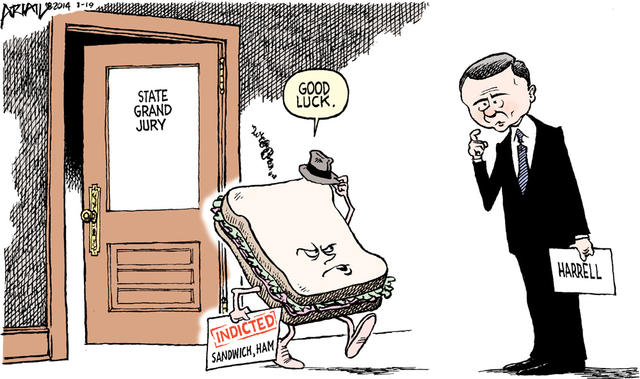 ARIAIL ©2014 3-19
STATE
GRAND
JURY
GOOD
LUCK.
INDICTED
SANDWICH, HAM
HARRELL